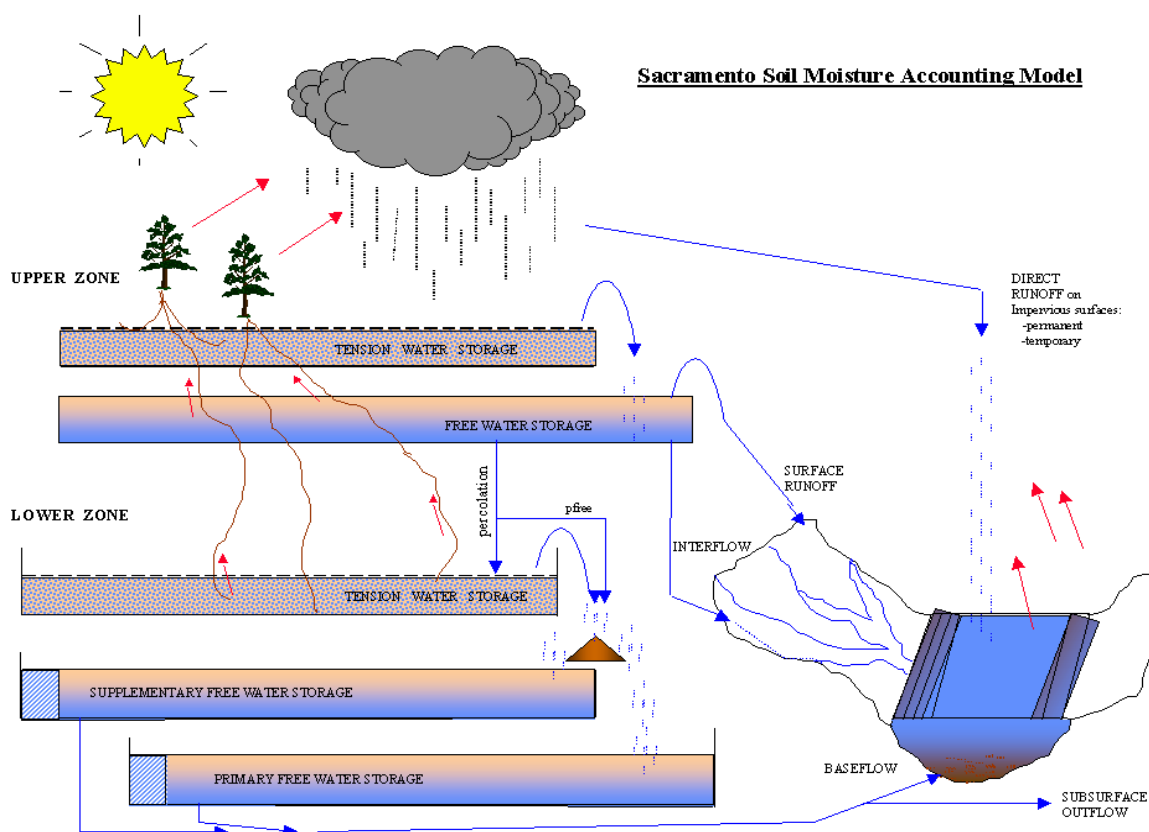 Sacramento Soil Moisture Accounting Model
UPPER ZONE
DIRECT
RUNOFF on
Impervious surfaces:
-permanent
-temporary
TENSION WATER STORAGE
FREE WATER STORAGE
SURFACE
RUNOFF
percolation
pfree
LOWER ZONE
INTERFLOW
TENSION WATER STORAGE
SUPPLEMENTARY FREE WATER STORAGE
PRIMARY FREE WATER STORAGE
BASEFLOW
SUBSURFACE
OUTFLOW